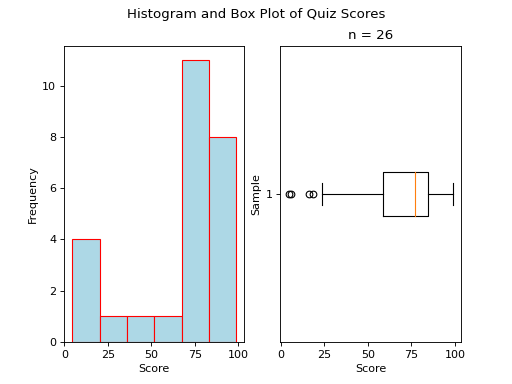 Histogram and Box Plot of Quiz Scores
n = 26
Frequency
10
8
6
4
2
0
0 25 50 75 100
Score
Sample
1
0 25 50 75 100
Score